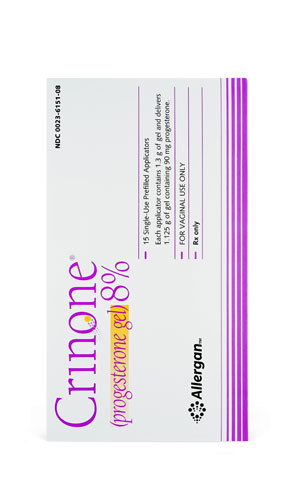 NDC 0023-6151-08
Crinone®
(progesterone gel) 8%
15 Single-Use Prefilled Applicators
Each applicator contains 1.3 g of gel and delivers
1.125 g of gel containing 90 mg progesterone.
FOR VAGINAL USE ONLY
Rx only
Allergan™